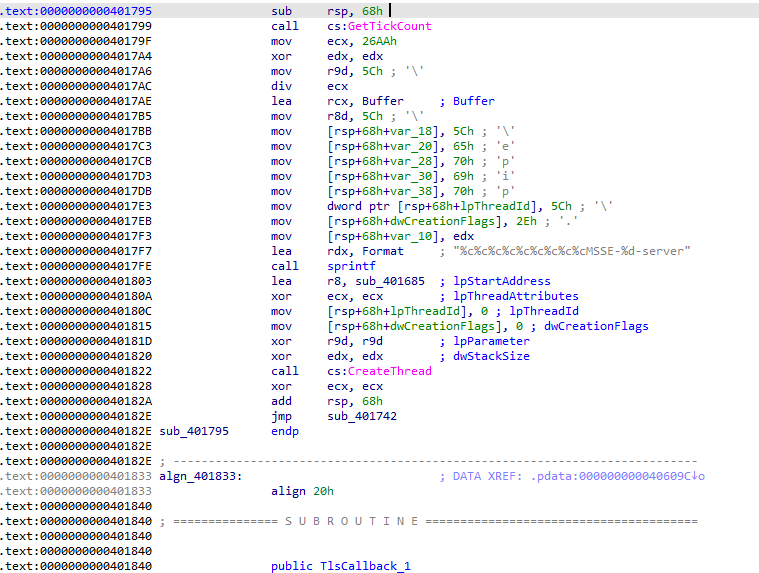 .text:0000000000401795 sub rsp, 68h
.text:0000000000401799 call cs:GetTickCount
.text:000000000040179F mov ecx, 26AAh
.text:00000000004017A4 xor edx, edx
.text:00000000004017A6 mov r9d, 5Ch ; '\'
.text:00000000004017AC div ecx
.text:00000000004017AE lea rcx, Buffer ; Buffer
.text:00000000004017B5 mov r8d, 5Ch ; '\'
.text:00000000004017BB mov [rsp+68h+var_18], 5Ch ; '\'
.text:00000000004017C3 mov [rsp+68h+var_20], 65h ; 'e'
.text:00000000004017CB mov [rsp+68h+var_28], 70h ; 'p'
.text:00000000004017D3 mov [rsp+68h+var_30], 69h ; 'i'
.text:00000000004017DB mov [rsp+68h+var_38], 70h ; 'p'
.text:00000000004017E3 mov dword ptr [rsp+68h+lpThreadId], 5Ch ; '\'
.text:00000000004017EB mov [rsp+68h+dwCreationFlags], 2Eh ; '.'
.text:00000000004017F3 mov [rsp+68h+var_10], edx
.text:00000000004017F7 lea rdx, Format ; "%c%c%c%c%c%c%c%c%cMSSE-%d-server"
.text:00000000004017FE call sprintf
.text:0000000000401803 lea r8, sub_401685 ; lpStartAddress
.text:000000000040180A xor ecx, ecx ; lpThreadAttributes
.text:000000000040180C mov [rsp+68h+lpThreadId], 0 ; lpThreadId
.text:0000000000401815 mov [rsp+68h+dwCreationFlags], 0 ; dwCreationFlags
.text:000000000040181D xor r9d, r9d ; lpParameter
.text:0000000000401820 xor edx, edx ; dwStackSize
.text:0000000000401822 call cs:CreateThread
.text:0000000000401828 xor ecx, ecx
.text:000000000040182A add rsp, 68h
.text:000000000040182E jmp sub_401742
.text:000000000040182E sub_401795 endp
.text:000000000040182E
.text:000000000040182E ; ---------------------------------------------------------------------------
.text:0000000000401833 algn_401833: ; DATA XREF: .pdata:000000000040609C↓o
.text:0000000000401833 align 20h
.text:0000000000401840
.text:0000000000401840 ; =============== S U B R O U T I N E =======================================
.text:0000000000401840
.text:0000000000401840
.text:0000000000401840 public TlsCallback_1